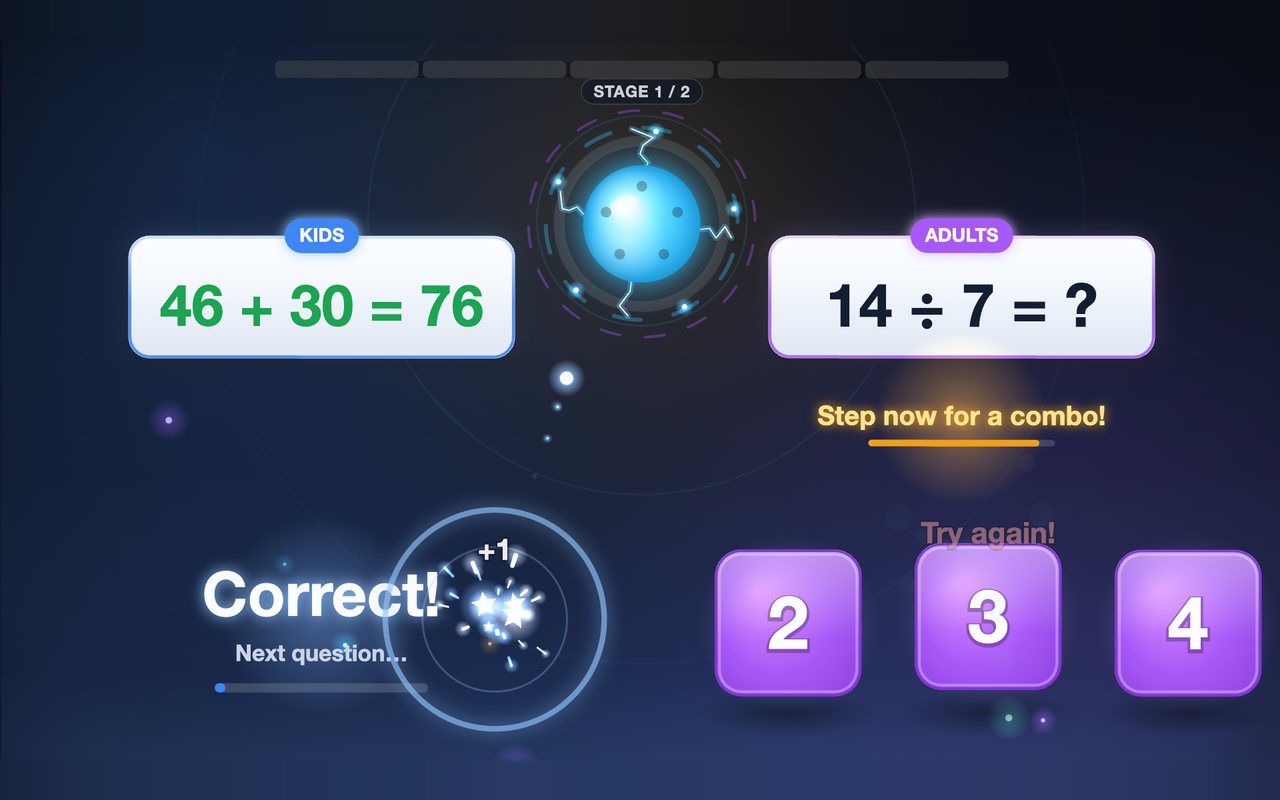 STAGE 1 / 2
KIDS
46 + 30 = 76
ADULTS
14 ÷ 7 = ?
Step now for a combo!
Try again!
+1
Correct!
Next question...
2
3
4